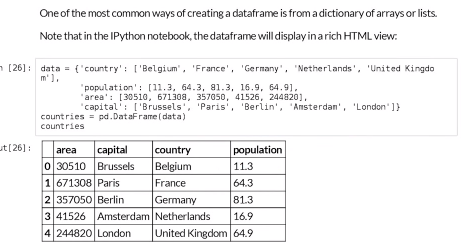 One of the most common ways of creating a dataframe is from a dictionary of arrays or lists.
Note that in the IPython notebook, the dataframe will display in a rich HTML view:
n [26]:
data = {'country': ['Belgium', 'France', 'Germany', 'Netherlands', 'United Kingdo
m'],
'population': [11.3, 64.3, 81.3, 16.9, 64.9],
'area': [30510, 671308, 357050, 41526, 244820],
'capital': ['Brussels', 'Paris', 'Berlin', 'Amsterdam', 'London']}
countries = pd.DataFrame(data)
countries
ut[26]:
area capital country population
0 30510 Brussels Belgium 11.3
1 671308 Paris France 64.3
2 357050 Berlin Germany 81.3
3 41526 Amsterdam Netherlands 16.9
4 244820 London United Kingdom 64.9